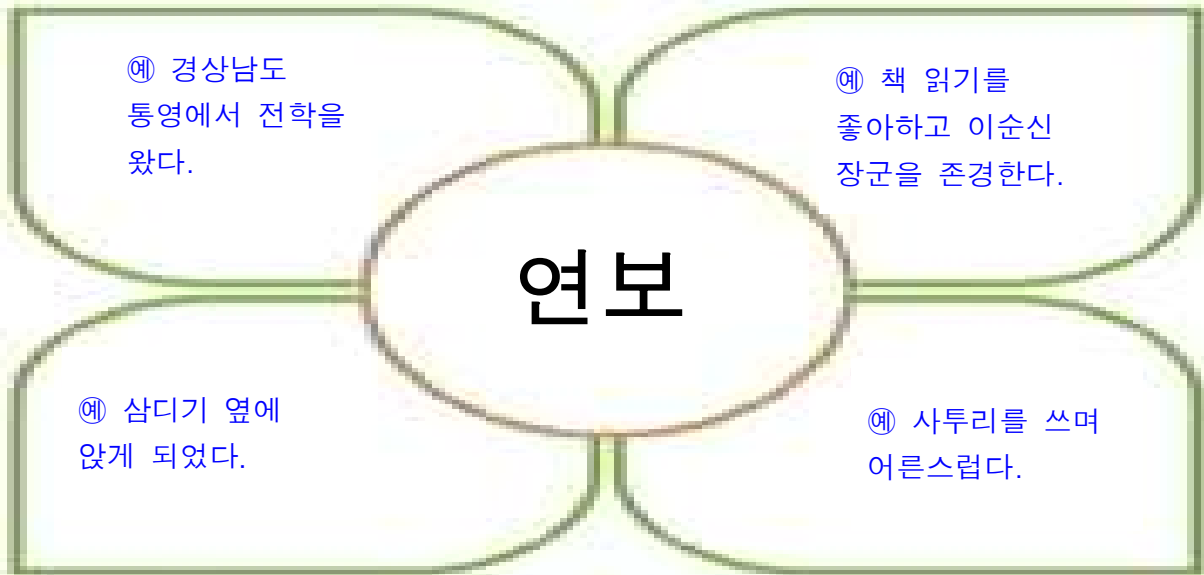 ㉠ 경상남도
통영에서 전학을
왔다.
㉠ 책 읽기를
좋아하고 이순신
장군을 존경한다.
연보
㉠ 삼디기 옆에
앉게 되었다.
㉠ 사투리를 쓰며
어른스럽다.